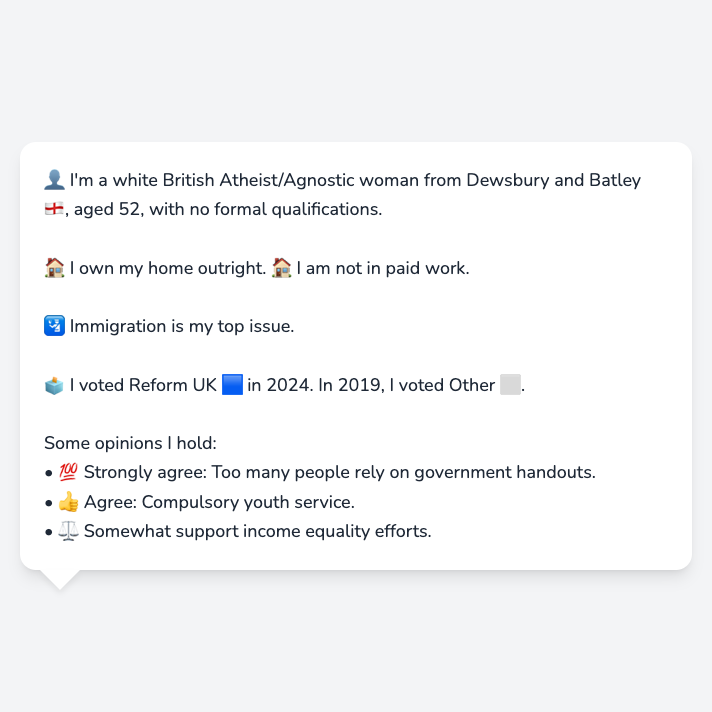 👤 I'm a white British Atheist/Agnostic woman from Dewsbury and Batley
🏴󠁧󠁢󠁥󠁮󠁧󠁿, aged 52, with no formal qualifications.
🏠 I own my home outright. 🏠 I am not in paid work.
🛂 Immigration is my top issue.
🗳️ I voted Reform UK 🟦 in 2024. In 2019, I voted Other ⬜.
Some opinions I hold:
• 💯 Strongly agree: Too many people rely on government handouts.
• 👍 Agree: Compulsory youth service.
• ⚖️ Somewhat support income equality efforts.